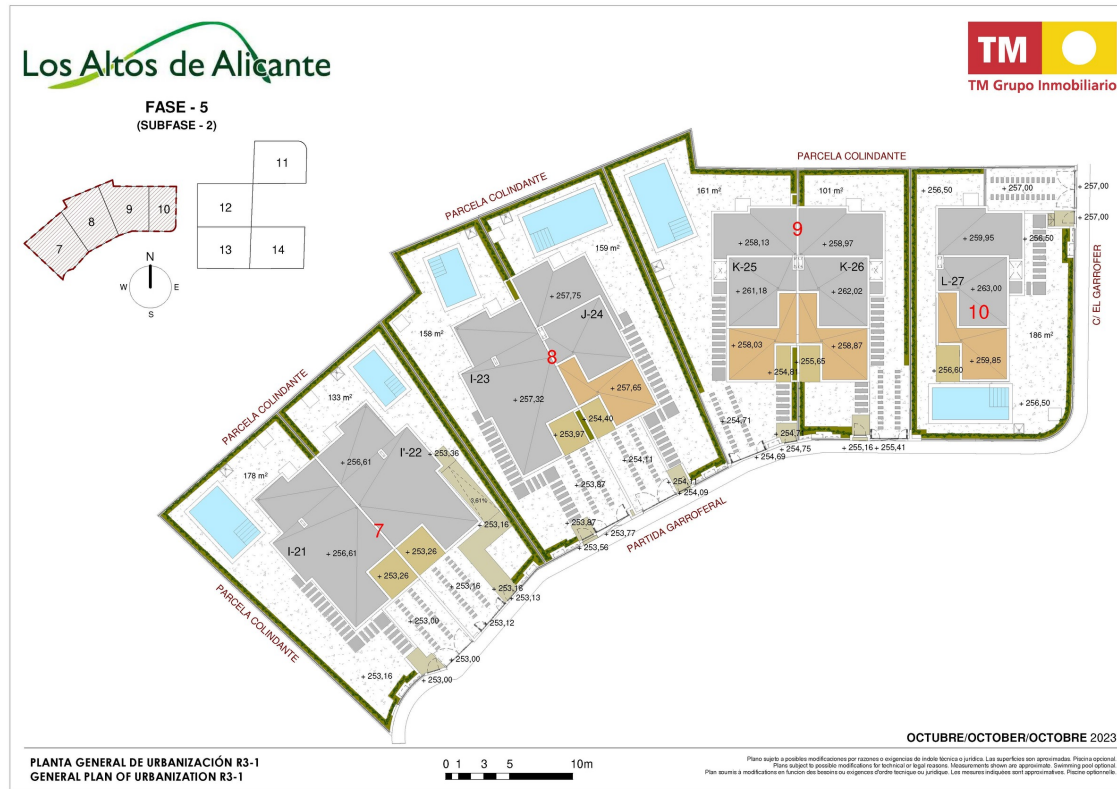 Los Altos de Alicante
TM
TM Grupo Inmobiliario
FASE - 5
(SUBFASE - 2)
11
12
13
14
7
8
9
10
N
W
E
S
PARCELA COLINDANTE
PARCELA COLINDANTE
PARCELA COLINDANTE
PARCELA COLINDANTE
C/ EL GARROFER
PARTIDA GARROFERAL
161 m²
101 m²
+ 256,50
+ 257,00
+ 257,00
+ 257,00
9
+ 258,13
+ 258,97
+ 259,95
+ 256,50
159 m²
K-25
K-26
+ 261,18
+ 262,02
L-27
+ 263,00
10
+ 257,75
J-24
158 m²
8
+ 258,03
+ 258,87
+ 255,65
+ 254,81
+ 259,85
+ 256,60
186 m²
I-23
+ 257,32
+ 257,65
+ 256,50
133 m²
+ 254,40
+ 253,97
+ 254,71
+ 254,75
+ 254,69
+ 255,16
+ 255,41
I'-22
+ 253,36
+ 256,61
+ 254,11
+ 254,11
+ 254,09
178 m²
+ 253,87
+ 253,87
+ 253,77
+ 253,56
+ 253,16
7
I-21
+ 256,61
+ 253,26
+ 253,26
+ 253,16
+ 253,16
+ 253,13
+ 253,12
+ 253,00
+ 253,00
+ 253,00
+ 253,16
OCTUBRE/OCTOBER/OCTOBRE 2023
PLANTA GENERAL DE URBANIZACIÓN R3-1
GENERAL PLAN OF URBANIZATION R3-1
0 1 3 5 10m
Plano sujeto a posibles modificaciones por razones o exigencias de indole técnica o jurídica. Las superficies son aproximadas. Piscina opcional.
Plans subject to possible modifications for technical or legal reasons. Measurements shown are approximate. Swimming pool optional.
Plan soumis à modifications en funcion des besoins ou exigences d'ordre tecnique ou juridique. Les mesures indiquées sont approximatives. Piscine optionnelle.